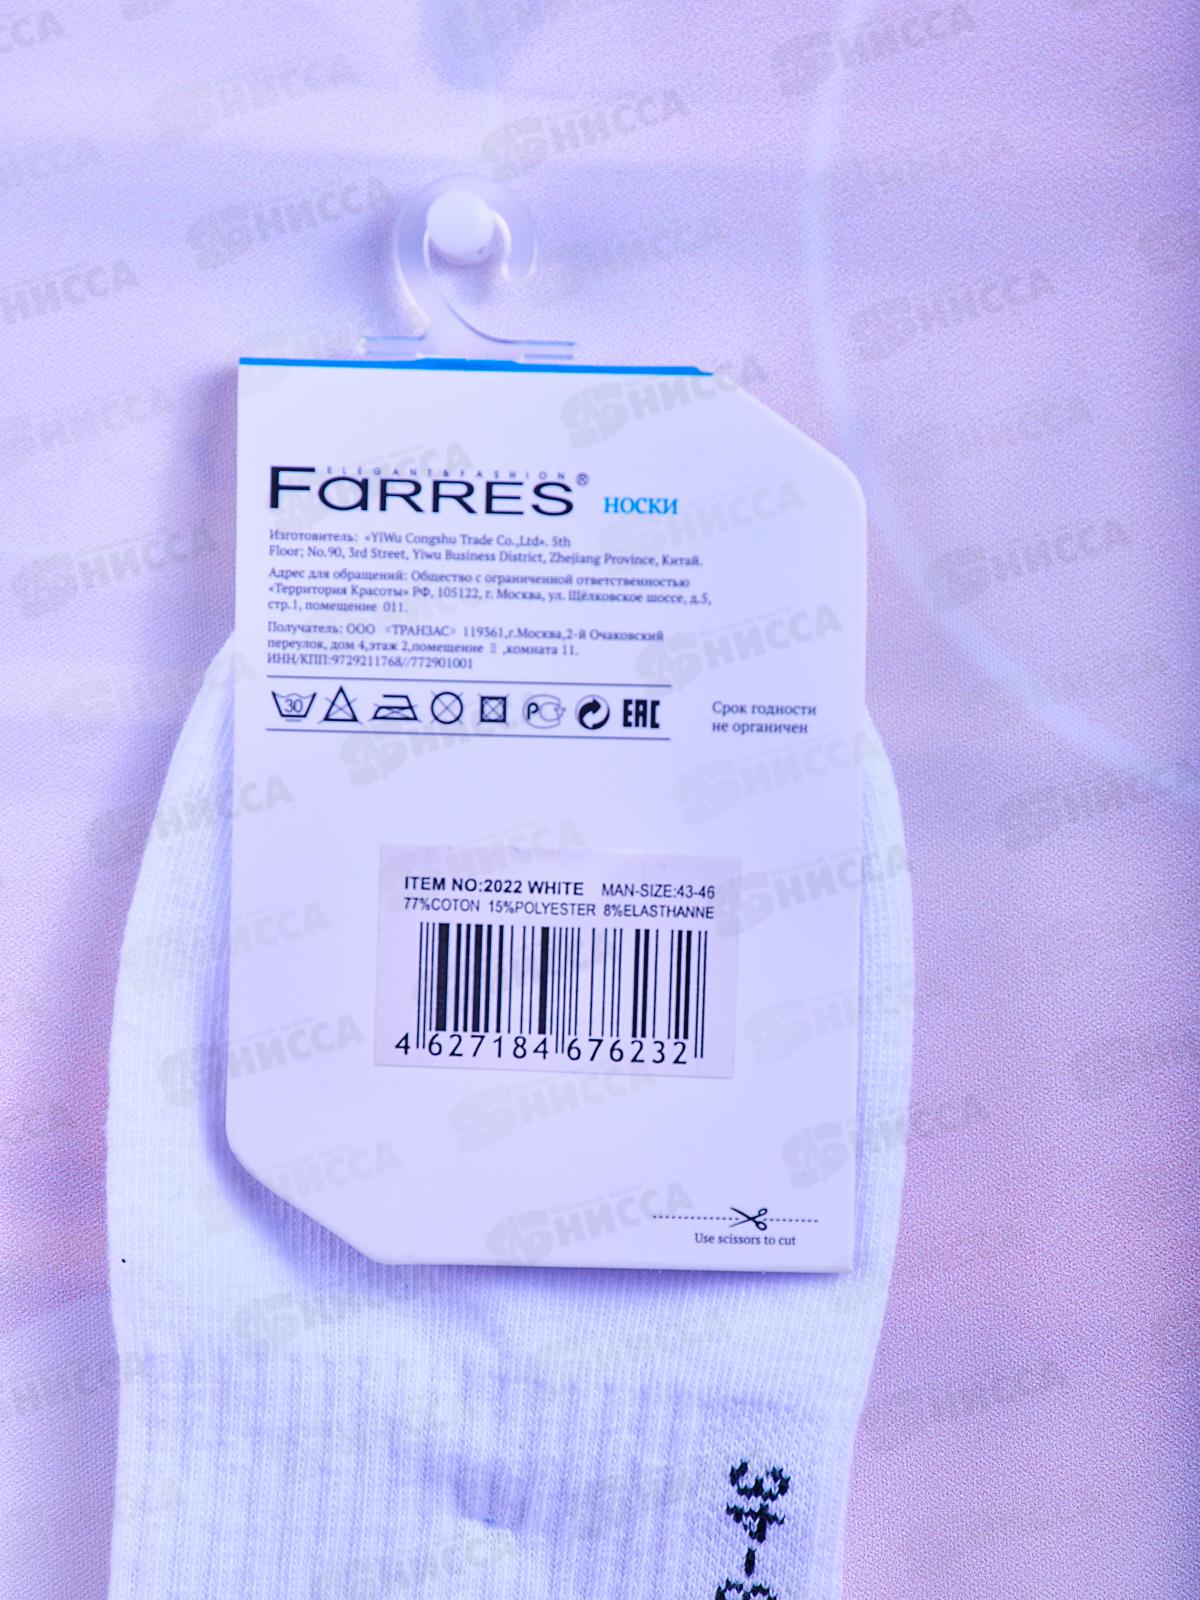 ELEGANT & FASHION
FARRES® НОСКИ
Изготовитель: «YiWu Congshu Trade Co.,Ltd». 5th
Floor; No.90, 3rd Street, Yiwu Business District, Zhejiang Province, Китай.
Адрес для обращений: Общество с ограниченной ответственностью
«Территория Красоты» РФ, 105122, г. Москва, ул. Щёлковское шоссе, д.5,
стр.1, помещение 011.
Получатель: ООО «ТРАНЗАС» 119361,г.Москва,2-й Очаковский
переулок, дом 4,этаж 2,помещение Ⅱ ,комната 11.
ИНН/КПП:9729211768//772901001
30 РСТ EAC
Срок годности
не ограничен
ITEM NO:2022 WHITE MAN-SIZE:43-46
77%COTON 15%POLYESTER 8%ELASTHANNE
4 627184 676232
Use scissors to cut
НИССА